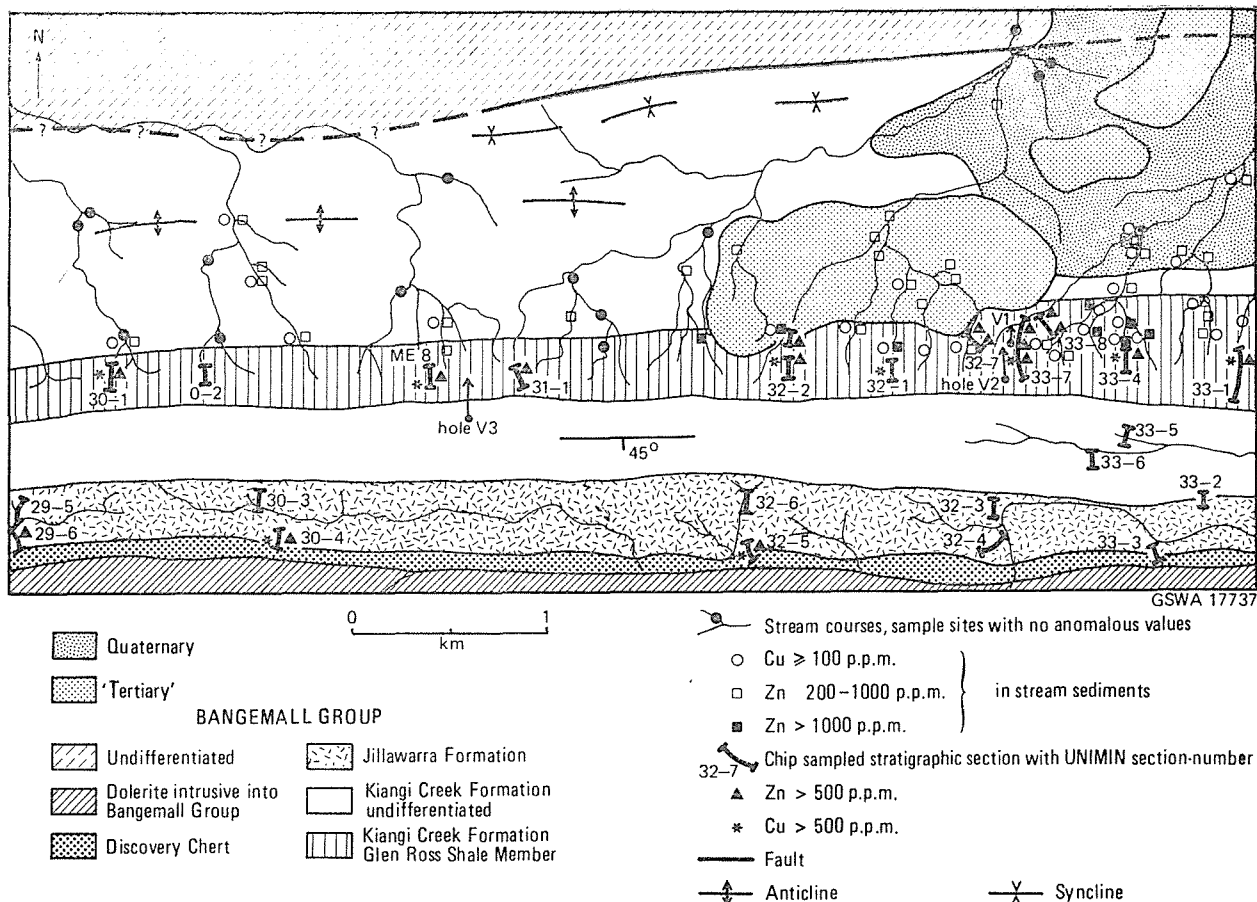 N
?
?
?
?
ME 8
V1
33-8
32-7
30-1
0-2
31-1
32-2
32-1
hole V2
33-7
33-4
33-1
hole V3
45°
33-5
33-6
33-2
29-5
30-3
32-6
32-3
29-6
30-4
32-5
32-4
33-3
GSWA 17737
0 1
km
Quaternary
'Tertiary'
BANGEMALL GROUP
Undifferentiated
Dolerite intrusive into
Bangemall Group
Discovery Chert
Jillawarra Formation
Kiangi Creek Formation
undifferentiated
Kiangi Creek Formation
Glen Ross Shale Member
Stream courses, sample sites with no anomalous values
Cu ≥ 100 p.p.m.
Zn 200-1000 p.p.m.
in stream sediments
Zn > 1000 p.p.m.
Chip sampled stratigraphic section with UNIMIN section-number
32-7
Zn > 500 p.p.m.
Cu > 500 p.p.m.
Fault
Anticline
Syncline